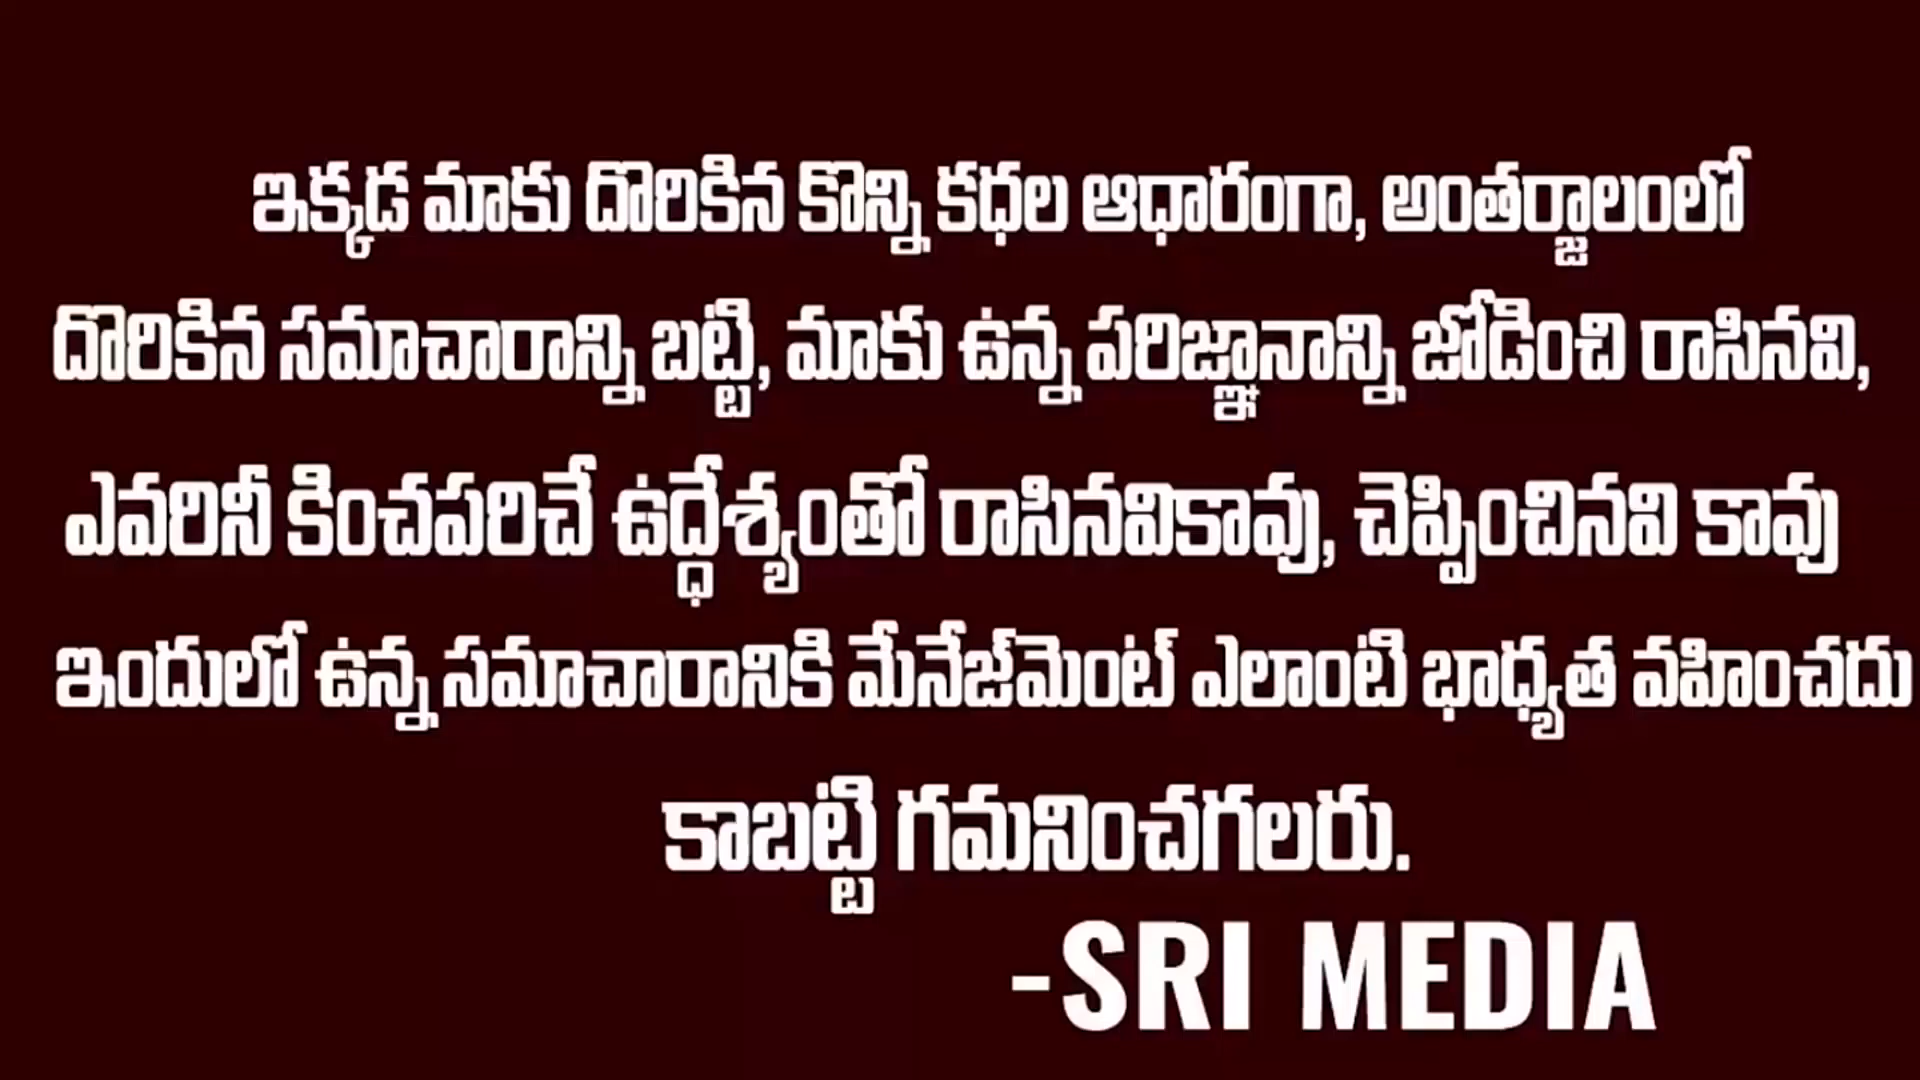 ఇక్కడ మాకు దొరికిన కొన్ని కధల ఆధారంగా, అంతర్జాలంలో
దొరికిన సమాచారాన్ని బట్టి, మాకు ఉన్న పరిజ్ఞానాన్ని జోడించి రాసినవి,
ఎవరినీ కించపరిచే ఉద్ధేశ్యంతో రాసినవికావు, చెప్పించినవి కావు
ఇందులో ఉన్న సమాచారానికి మేనేజ్‌మెంట్ ఎలాంటి భాధ్యత వహించదు
కాబట్టి గమనించగలరు.
-SRI MEDIA